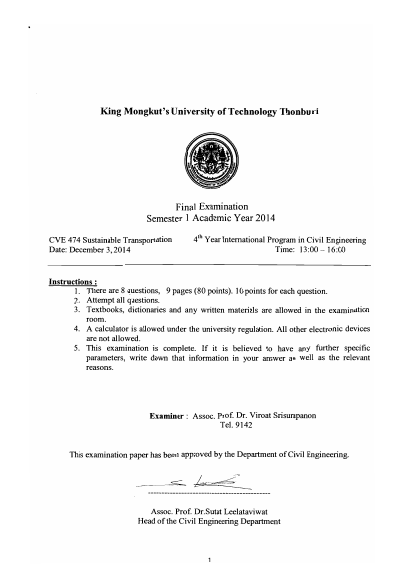 King Mongkut's University of Technology Thonburi
Final Examination
Semester 1 Academic Year 2014
CVE 474 Sustainable Transportation 4th Year International Program in Civil Engineering
Date: December 3, 2014 Time: 13:00 – 16:00
Instructions :
1. There are 8 questions, 9 pages (80 points). 10 points for each question.
2. Attempt all questions.
3. Textbooks, dictionaries and any written materials are allowed in the examination
room.
4. A calculator is allowed under the university regulation. All other electronic devices
are not allowed.
5. This examination is complete. If it is believed to have any further specific
parameters, write down that information in your answer as well as the relevant
reasons.
Examiner : Assoc. Prof. Dr. Viroat Srisurapanon
Tel. 9142
This examination paper has been approved by the Department of Civil Engineering.
Assoc. Prof. Dr.Sutat Leelataviwat
Head of the Civil Engineering Department
1